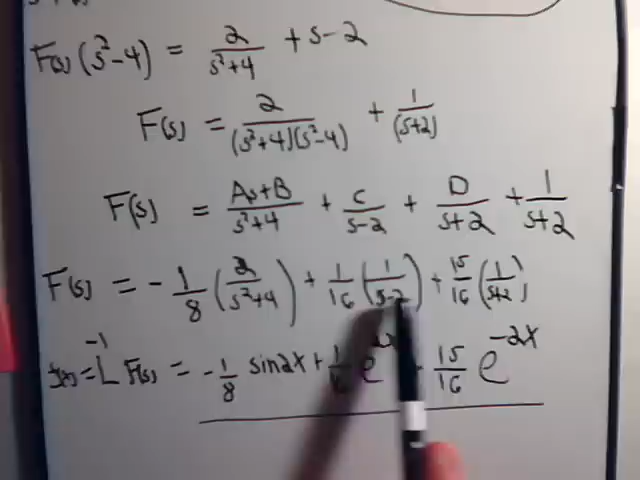 F(s)(s²-4) = 2/(s²+4) + s-2
F(s) = 2/((s²+4)(s²-4)) + 1/(s+2)
F(s) = (As+B)/(s²+4) + C/(s-2) + D/(s+2) + 1/(s+2)
F(s) = -1/8 (2/(s²+4)) + 1/16 (1/(s-2)) + 15/16 (1/(s+2))
= L⁻¹ F(s) = -1/8 sin2x + e + 15/16 e^(-2x)